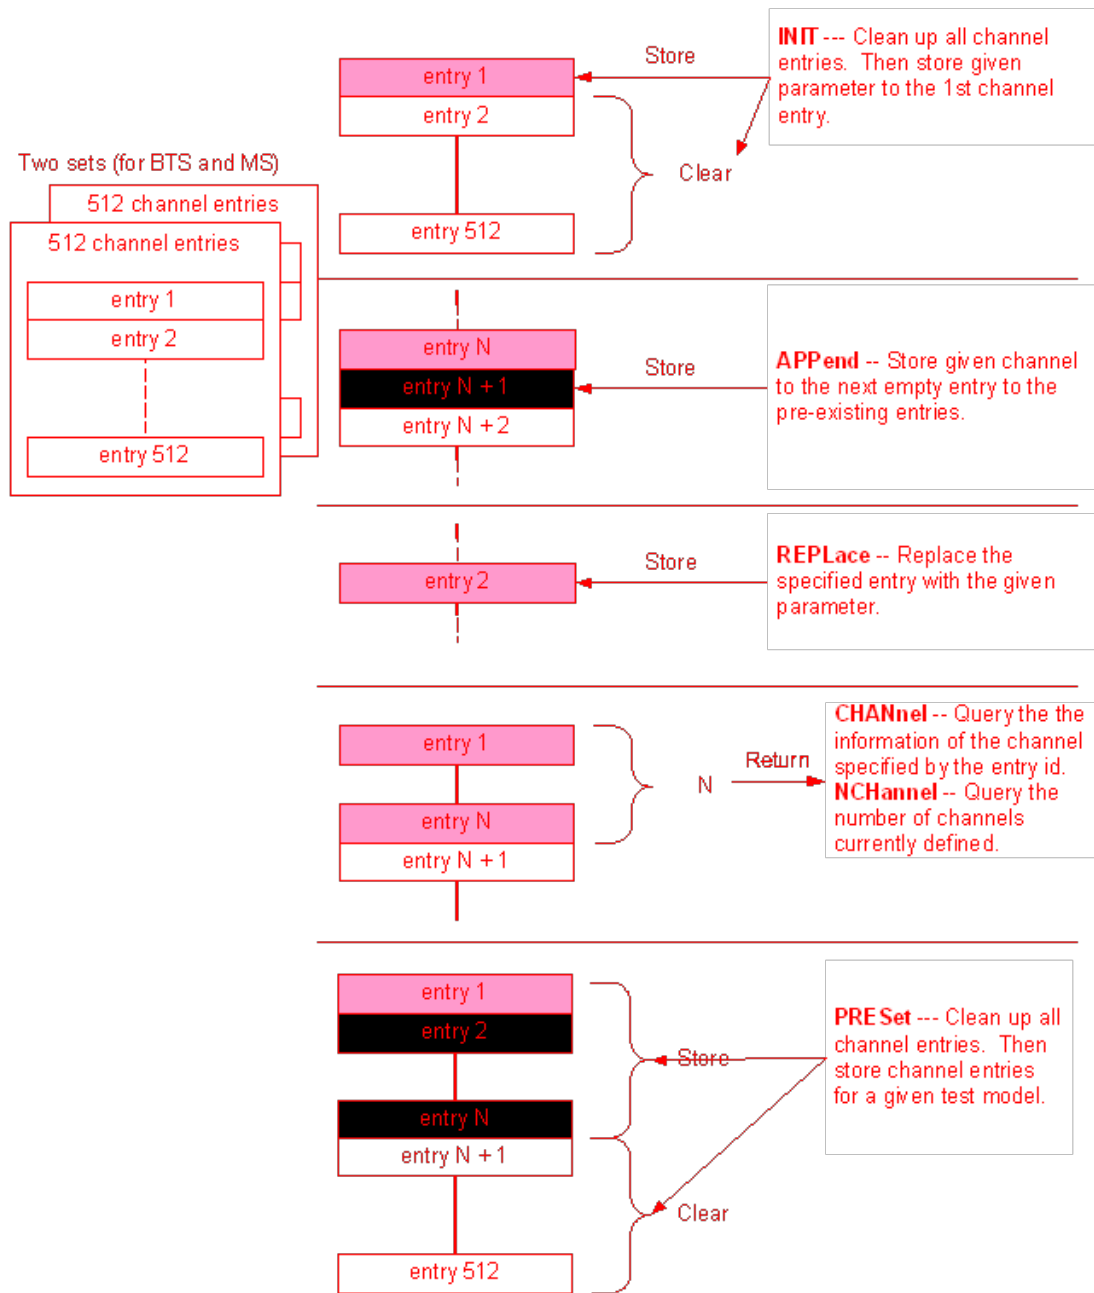 Two sets (for BTS and MS)
512 channel entries
512 channel entries
entry 1
entry 2
entry 512
entry 1
entry 2
entry 512
Store
Clear
INIT --- Clean up all channel
entries. Then store given
parameter to the 1st channel
entry.
entry N
entry N + 1
entry N + 2
Store
APPend -- Store given channel
to the next empty entry to the
pre-existing entries.
entry 2
Store
REPLace -- Replace the
specified entry with the given
parameter.
entry 1
entry N
entry N + 1
N
Return
CHANnel -- Query the the
information of the channel
specified by the entry id.
NCHannel -- Query the
number of channels
currently defined.
entry 1
entry 2
entry N
entry N + 1
entry 512
Store
Clear
PRESet --- Clean up all
channel entries. Then
store channel entries
for a given test model.